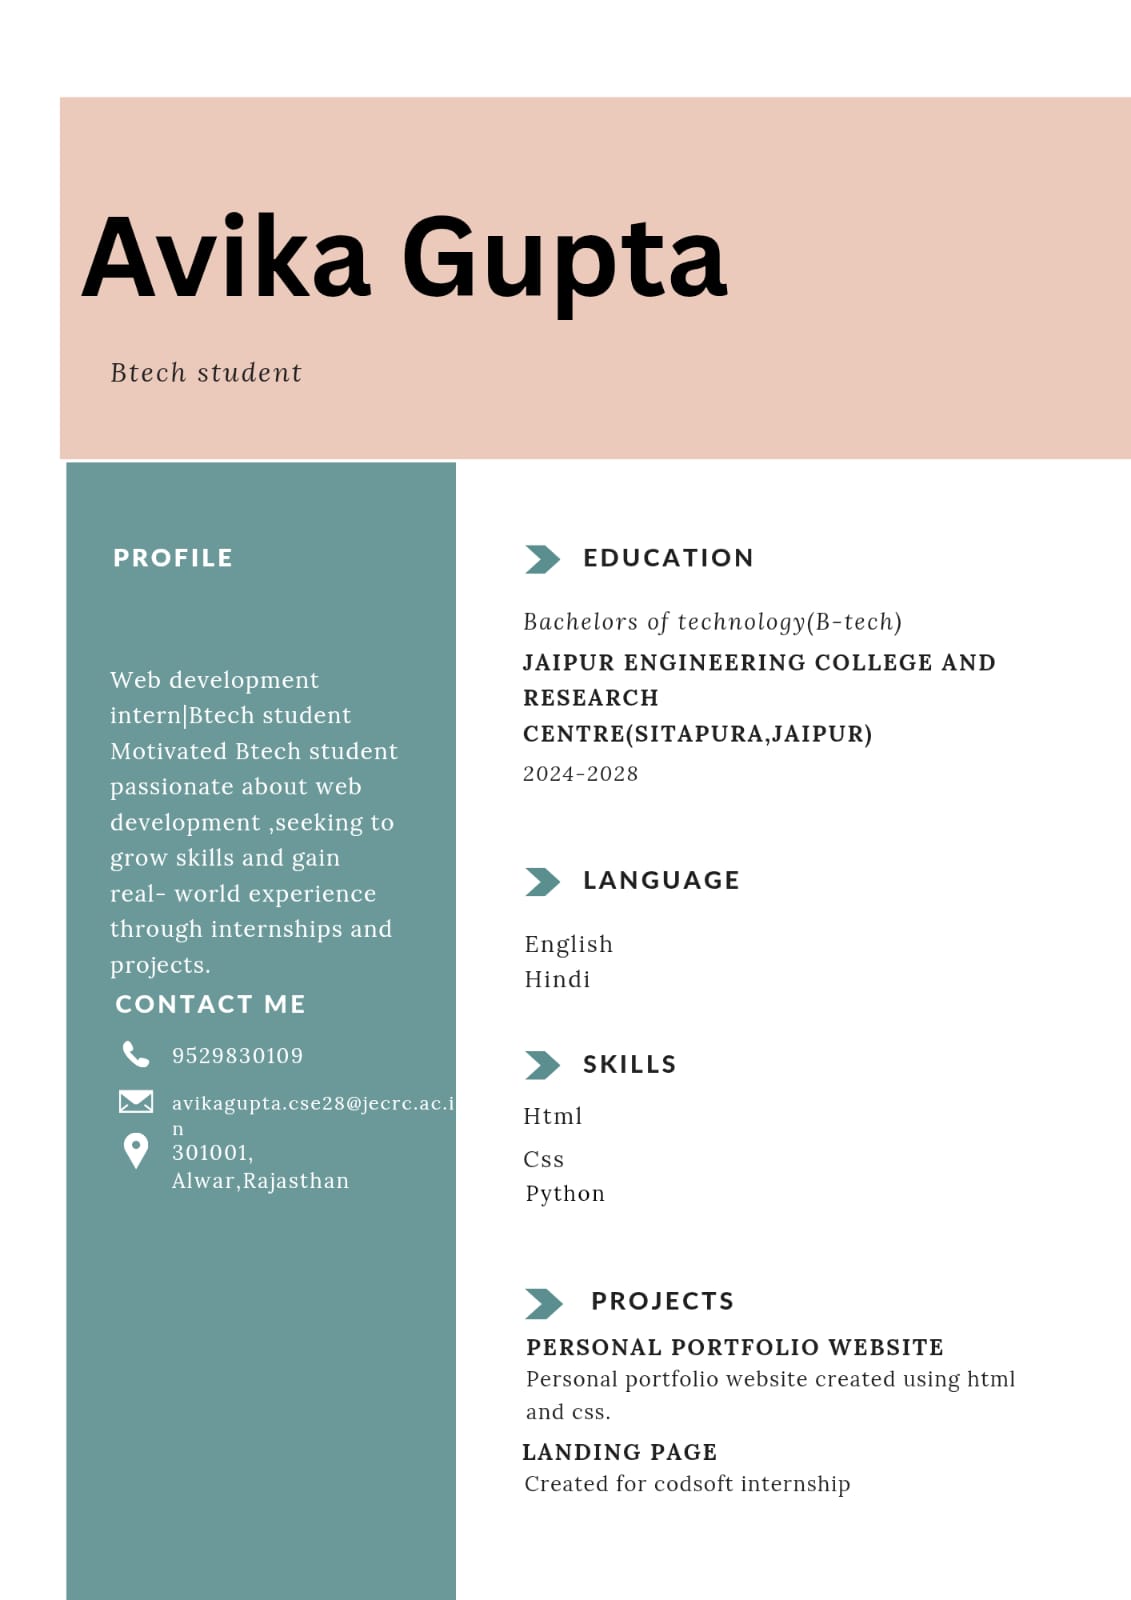 Avika Gupta
Btech student
PROFILE
Web development
intern|Btech student
Motivated Btech student
passionate about web
development ,seeking to
grow skills and gain
real- world experience
through internships and
projects.
CONTACT ME
9529830109
avikagupta.cse28@jecrc.ac.i
n
301001,
Alwar,Rajasthan
EDUCATION
Bachelors of technology(B-tech)
JAIPUR ENGINEERING COLLEGE AND
RESEARCH
CENTRE(SITAPURA,JAIPUR)
2024-2028
LANGUAGE
English
Hindi
SKILLS
Html
Css
Python
PROJECTS
PERSONAL PORTFOLIO WEBSITE
Personal portfolio website created using html
and css.
LANDING PAGE
Created for codsoft internship